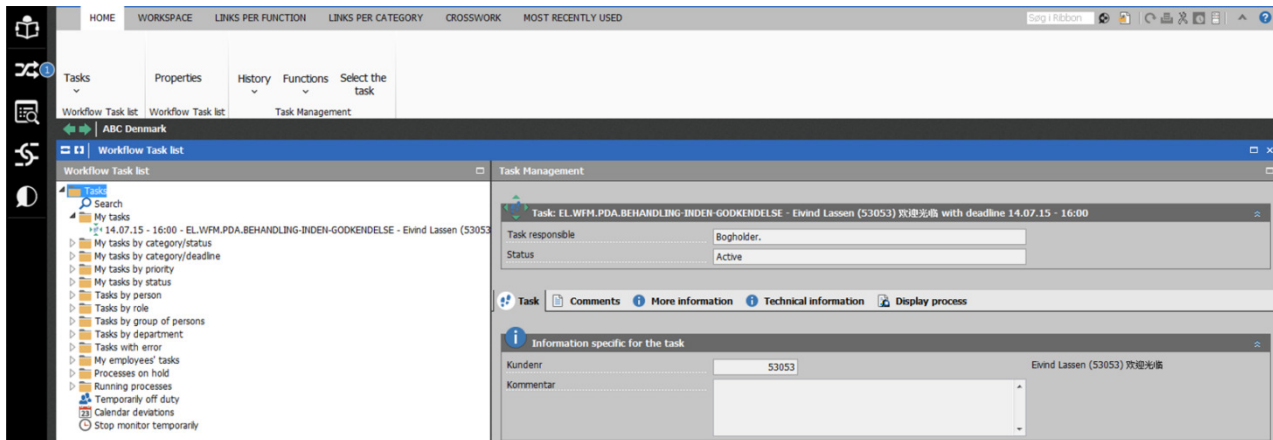 HOME WORKSPACE LINKS PER FUNCTION LINKS PER CATEGORY CROSSWORK MOST RECENTLY USED Søg i Ribbon
1
Tasks Properties History Functions Select the task
Workflow Task list Workflow Task list Task Management
ABC Denmark
Workflow Task list
Workflow Task list
Tasks
Search
My tasks
14.07.15 - 16:00 - EL.WFM.PDA.BEHANDLING-INDEN-GODKENDELSE - Eivind Lassen (53053
My tasks by category/status
My tasks by category/deadline
My tasks by priority
My tasks by status
Tasks by person
Tasks by role
Tasks by group of persons
Tasks by department
Tasks with error
My employees' tasks
Processes on hold
Running processes
Temporarily off duty
23 Calendar deviations
Stop monitor temporarily
Task Management
Task: EL.WFM.PDA.BEHANDLING-INDEN-GODKENDELSE - Eivind Lassen (53053) 欢迎光临 with deadline 14.07.15 - 16:00
Task responsible Bogholder.
Status Active
Task Comments More information Technical information Display process
Information specific for the task
Kundenr 53053 Eivind Lassen (53053) 欢迎光临
Kommentar